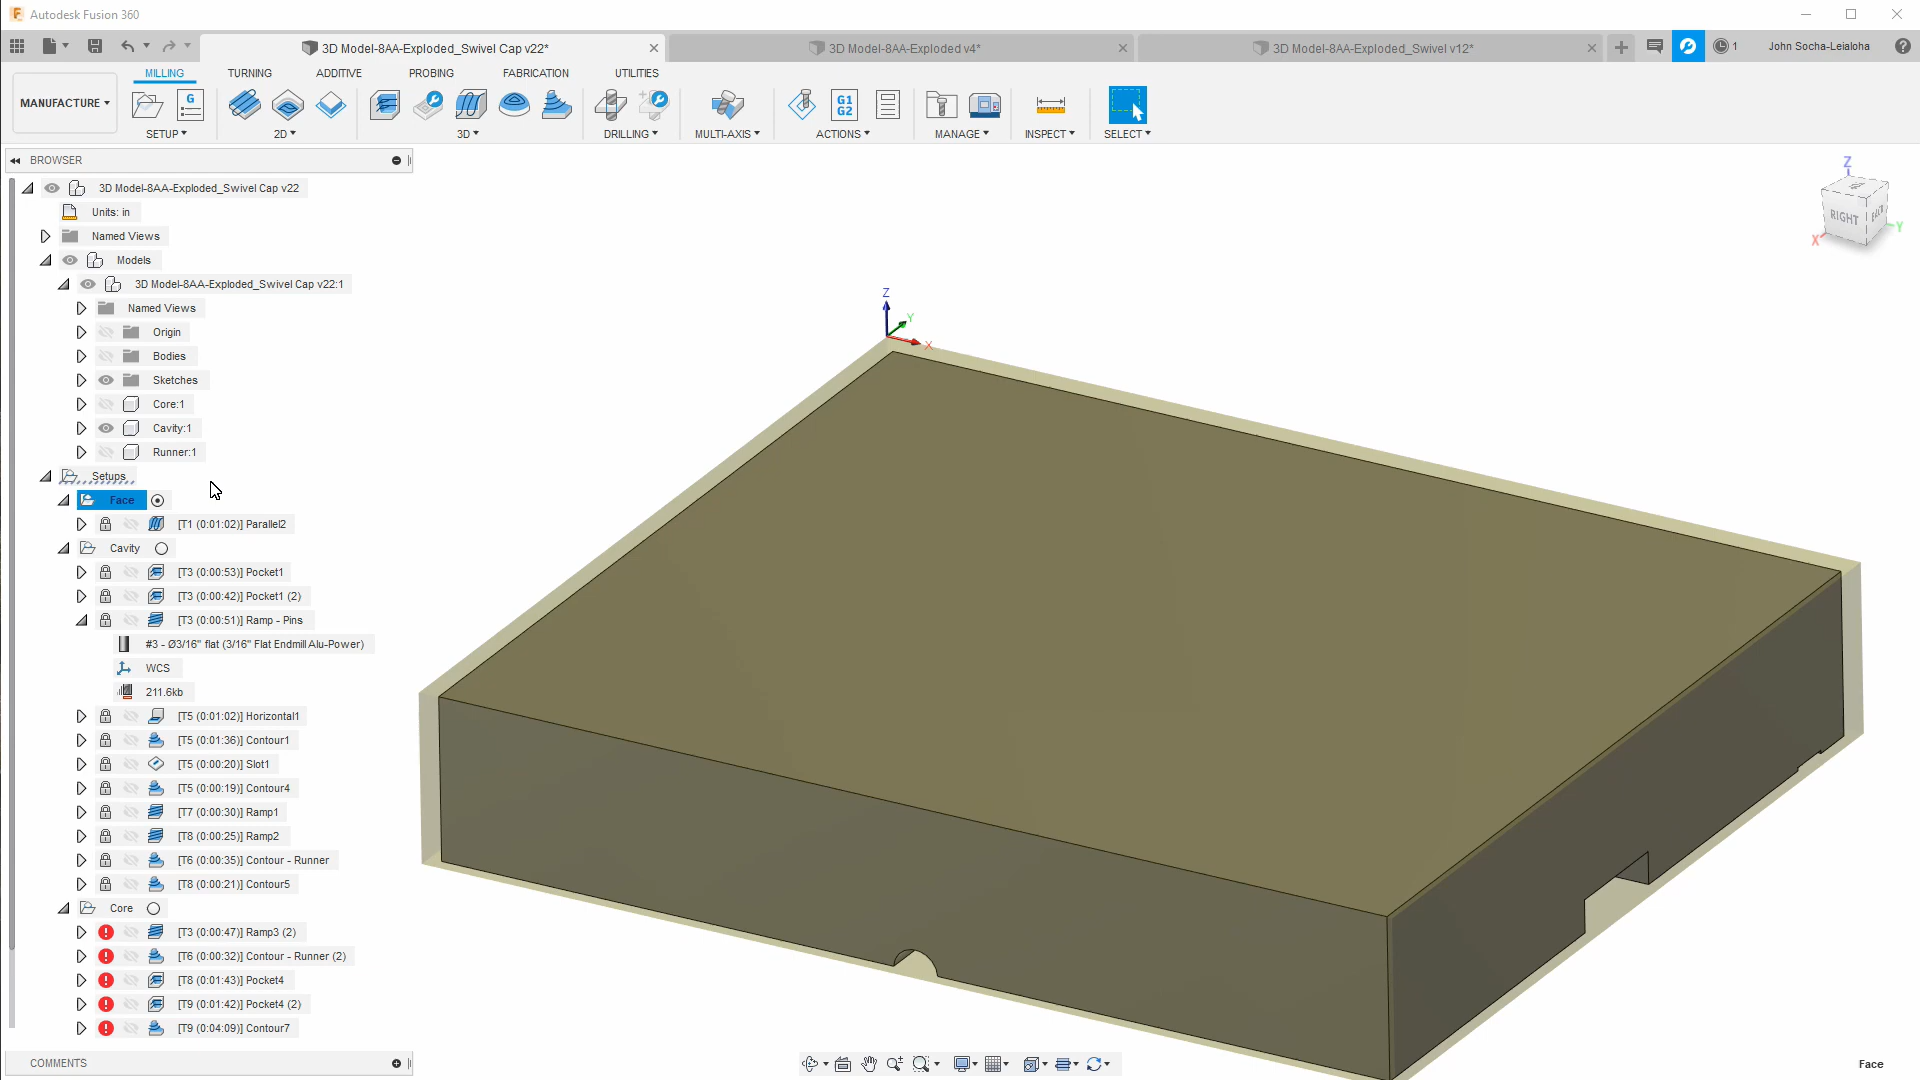 Autodesk Fusion 360
3D Model-8AA-Exploded_Swivel Cap v22*
3D Model-8AA-Exploded v4*
3D Model-8AA-Exploded_Swivel v12*
1
John Socha-Leialoha
MILLING
TURNING
ADDITIVE
PROBING
FABRICATION
UTILITIES
MANUFACTURE
G
G1
G2
SETUP
2D
3D
DRILLING
MULTI-AXIS
ACTIONS
MANAGE
INSPECT
SELECT
BROWSER
3D Model-8AA-Exploded_Swivel Cap v22
Units: in
Named Views
Models
3D Model-8AA-Exploded_Swivel Cap v22:1
Named Views
Origin
Bodies
Sketches
Core:1
Cavity:1
Runner:1
Setups
Face
[T1 (0:01:02)] Parallel2
Cavity
[T3 (0:00:53)] Pocket1
[T3 (0:00:42)] Pocket1 (2)
[T3 (0:00:51)] Ramp - Pins
#3 - Ø3/16" flat (3/16" Flat Endmill Alu-Power)
WCS
211.6kb
[T5 (0:01:02)] Horizontal1
[T5 (0:01:36)] Contour1
[T5 (0:00:20)] Slot1
[T5 (0:00:19)] Contour4
[T7 (0:00:30)] Ramp1
[T8 (0:00:25)] Ramp2
[T6 (0:00:35)] Contour - Runner
[T8 (0:00:21)] Contour5
Core
[T3 (0:00:47)] Ramp3 (2)
[T6 (0:00:32)] Contour - Runner (2)
[T8 (0:01:43)] Pocket4
[T9 (0:01:42)] Pocket4 (2)
[T9 (0:04:09)] Contour7
COMMENTS
Z
Y
X
Z
RIGHT
X
Y
Face